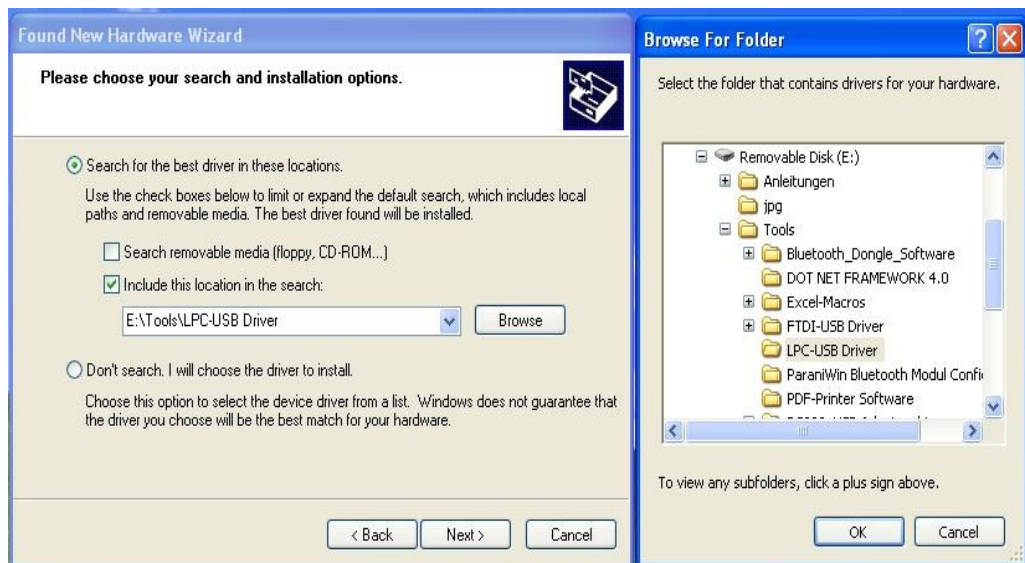 Found New Hardware Wizard
Please choose your search and installation options.
Search for the best driver in these locations.
Use the check boxes below to limit or expand the default search, which includes local
paths and removable media. The best driver found will be installed.
Search removable media (floppy, CD-ROM...)
Include this location in the search:
E:\Tools\LPC-USB Driver
Browse
Don't search. I will choose the driver to install.
Choose this option to select the device driver from a list. Windows does not guarantee that
the driver you choose will be the best match for your hardware.
< Back
Next >
Cancel
Browse For Folder
Select the folder that contains drivers for your hardware.
Removable Disk (E:)
Anleitungen
jpg
Tools
Bluetooth_Dongle_Software
DOT NET FRAMEWORK 4.0
Excel-Macros
FTDI-USB Driver
LPC-USB Driver
ParaniWin Bluetooth Modul Confi
PDF-Printer Software
To view any subfolders, click a plus sign above.
OK
Cancel